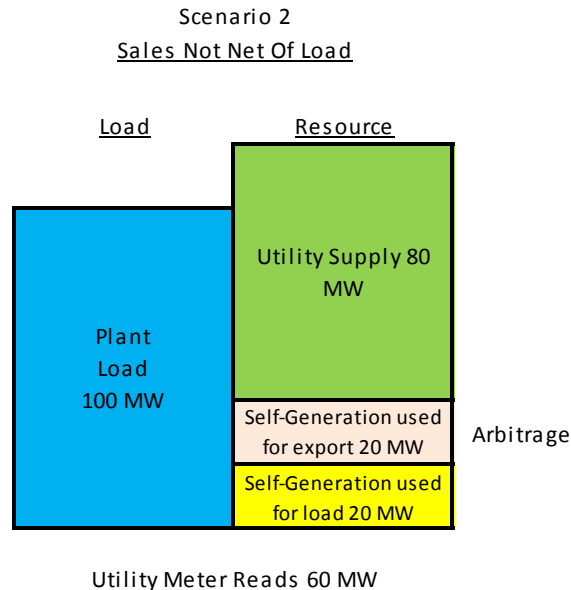 Scenario 2
Sales Not Net Of Load
Load
Resource
Utility Supply 80
MW
Plant
Load
100 MW
Self-Generation used
for export 20 MW
Arbitrage
Self-Generation used
for load 20 MW
Utility Meter Reads 60 MW